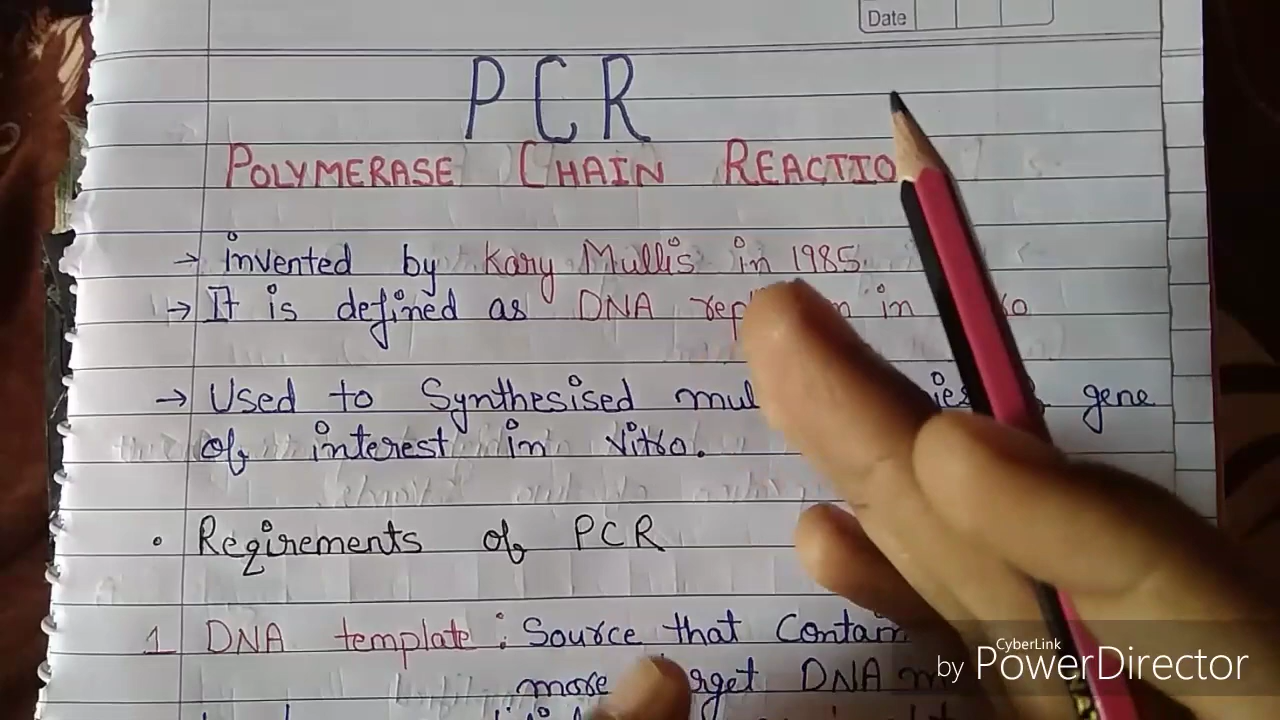 Date
PCR
POLYMERASE CHAIN REACTIO
→ invented by Kary Mullis in 1985.
→ It is defined as DNA in
→ Used to Synthesised gene
of interest in Vitro.
• Reqirements of PCR
1 DNA template : Source that
more DNA
CyberLink
by PowerDirector